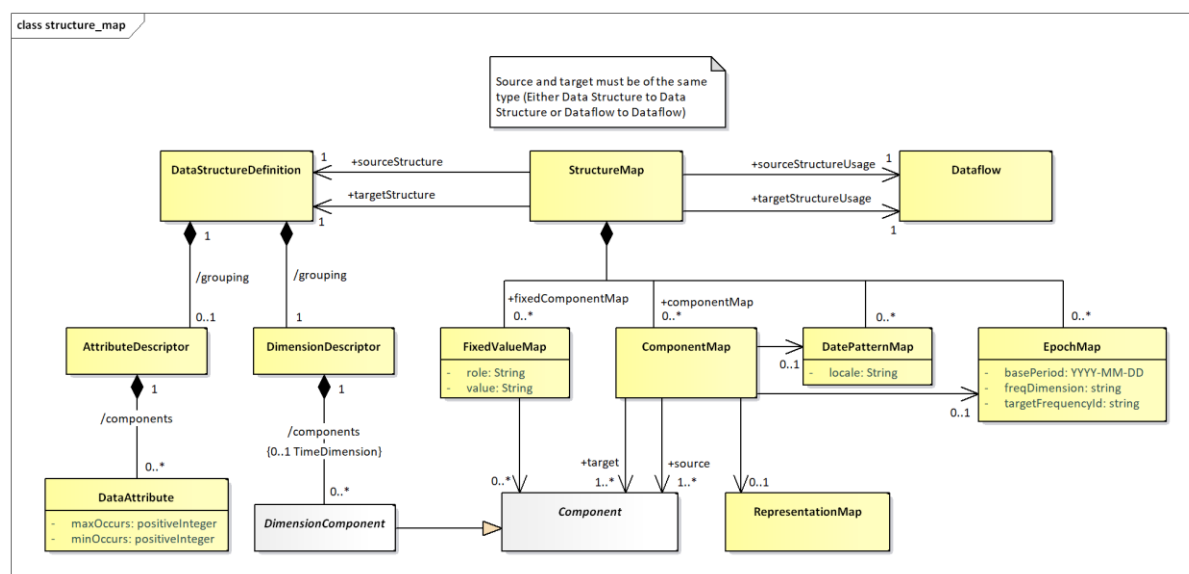 class structure_map
Source and target must be of the same
type (Either Data Structure to Data
Structure or Dataflow to Dataflow)
DataStructureDefinition
1
+sourceStructure
+targetStructure
1
StructureMap
+sourceStructureUsage
1
+targetStructureUsage
1
Dataflow
1
1
/grouping
/grouping
0..1
1
+fixedComponentMap
0..*
+componentMap
0..*
0..*
0..*
AttributeDescriptor
DimensionDescriptor
FixedValueMap
- role: String
- value: String
ComponentMap
0..1
DatePatternMap
- locale: String
EpochMap
- basePeriod: YYYY-MM-DD
- freqDimension: string
- targetFrequencyId: string
0..1
1
1
/components
/components
{0..1 TimeDimension}
0..*
0..*
0..*
+target
1..*
+source
1..*
0..1
DataAttribute
- maxOccurs: positiveInteger
- minOccurs: positiveInteger
DimensionComponent
Component
RepresentationMap